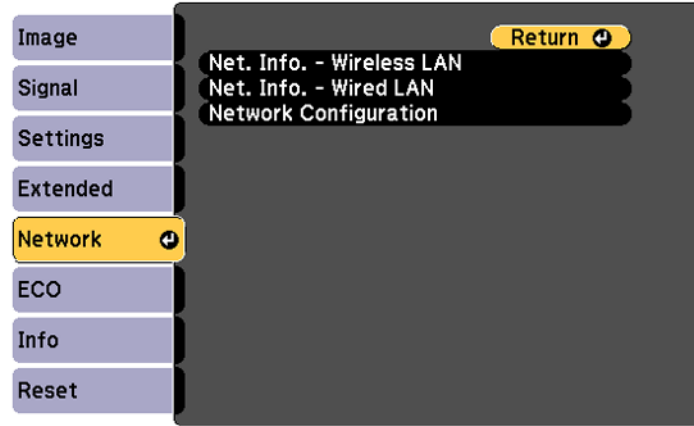 Image
Signal
Settings
Extended
Network
ECO
Info
Reset
Return
Net. Info. - Wireless LAN
Net. Info. - Wired LAN
Network Configuration